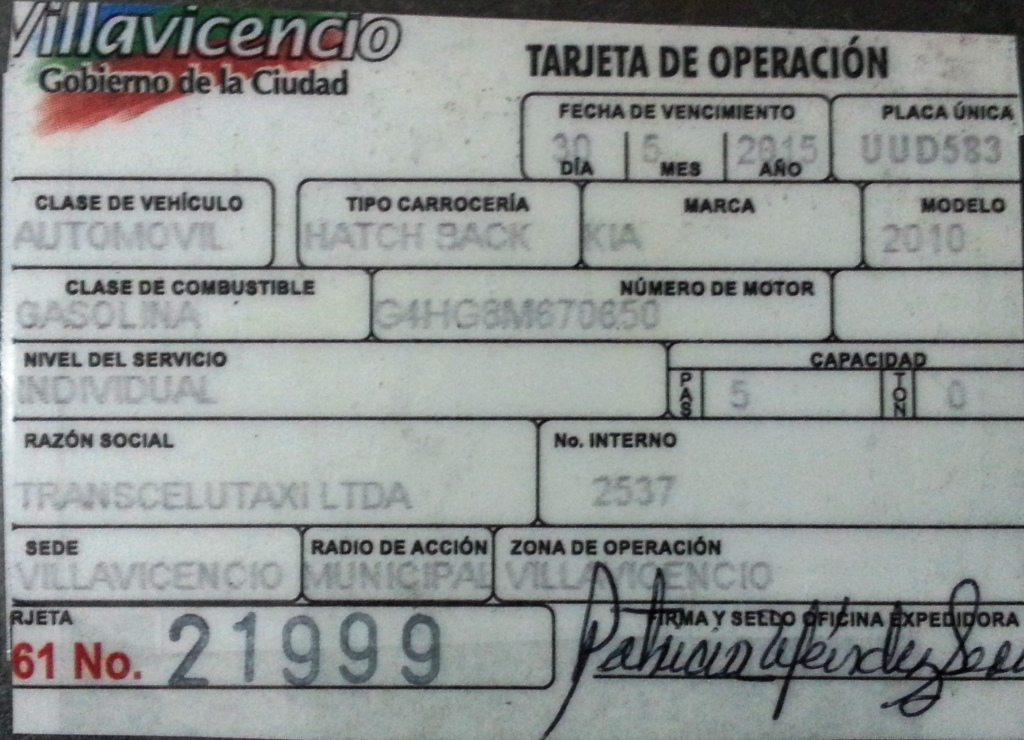 Villavicencio
Gobierno de la Ciudad
TARJETA DE OPERACIÓN
FECHA DE VENCIMIENTO
PLACA ÚNICA
30 5 2015
UUD583
DÍA MES AÑO
CLASE DE VEHÍCULO
TIPO CARROCERÍA
MARCA
MODELO
AUTOMOVIL
HATCH BACK
KIA
2010
CLASE DE COMBUSTIBLE
NÚMERO DE MOTOR
GASOLINA
G4HG8M670650
NIVEL DEL SERVICIO
CAPACIDAD
INDIVIDUAL
PAS 5 TON 0
RAZÓN SOCIAL
No. INTERNO
TRANSCELUTAXI LTDA
2537
SEDE
RADIO DE ACCIÓN
ZONA DE OPERACIÓN
VILLAVICENCIO
MUNICIPAL
VILLAVICENCIO
RJETA
FIRMA Y SELLO OFICINA EXPEDIDORA
61 No. 21999
Patricia Méndez